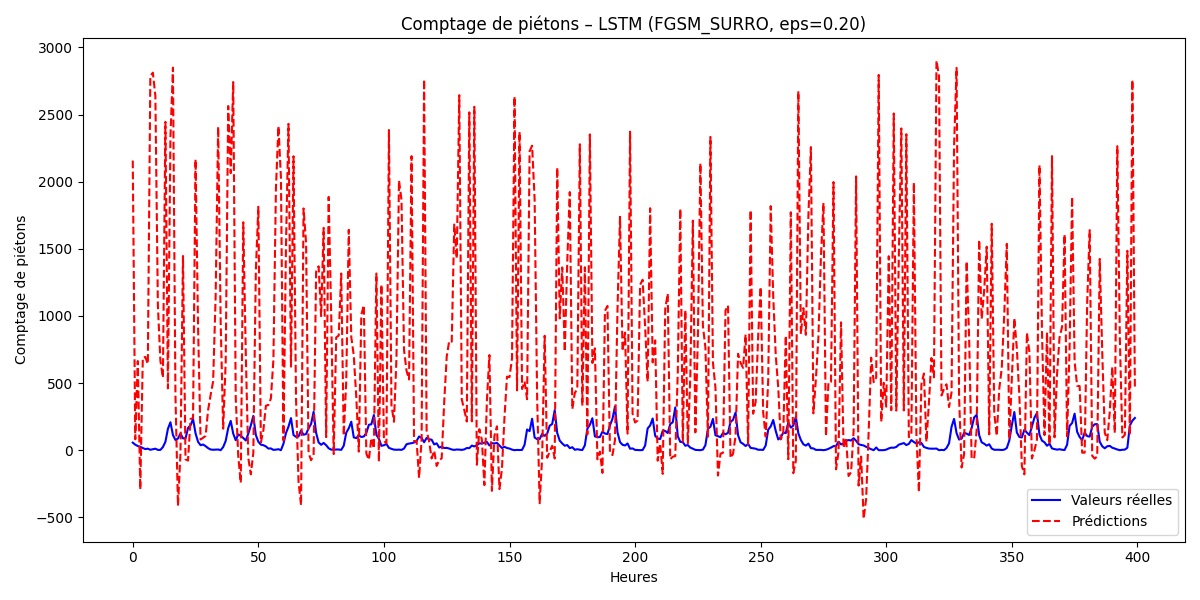 Comptage de piétons – LSTM (FGSM_SURRO, eps=0.20)
Comptage de piétons
3000
2500
2000
1500
1000
500
0
−500
0 50 100 150 200 250 300 350 400
Heures
Valeurs réelles
Prédictions